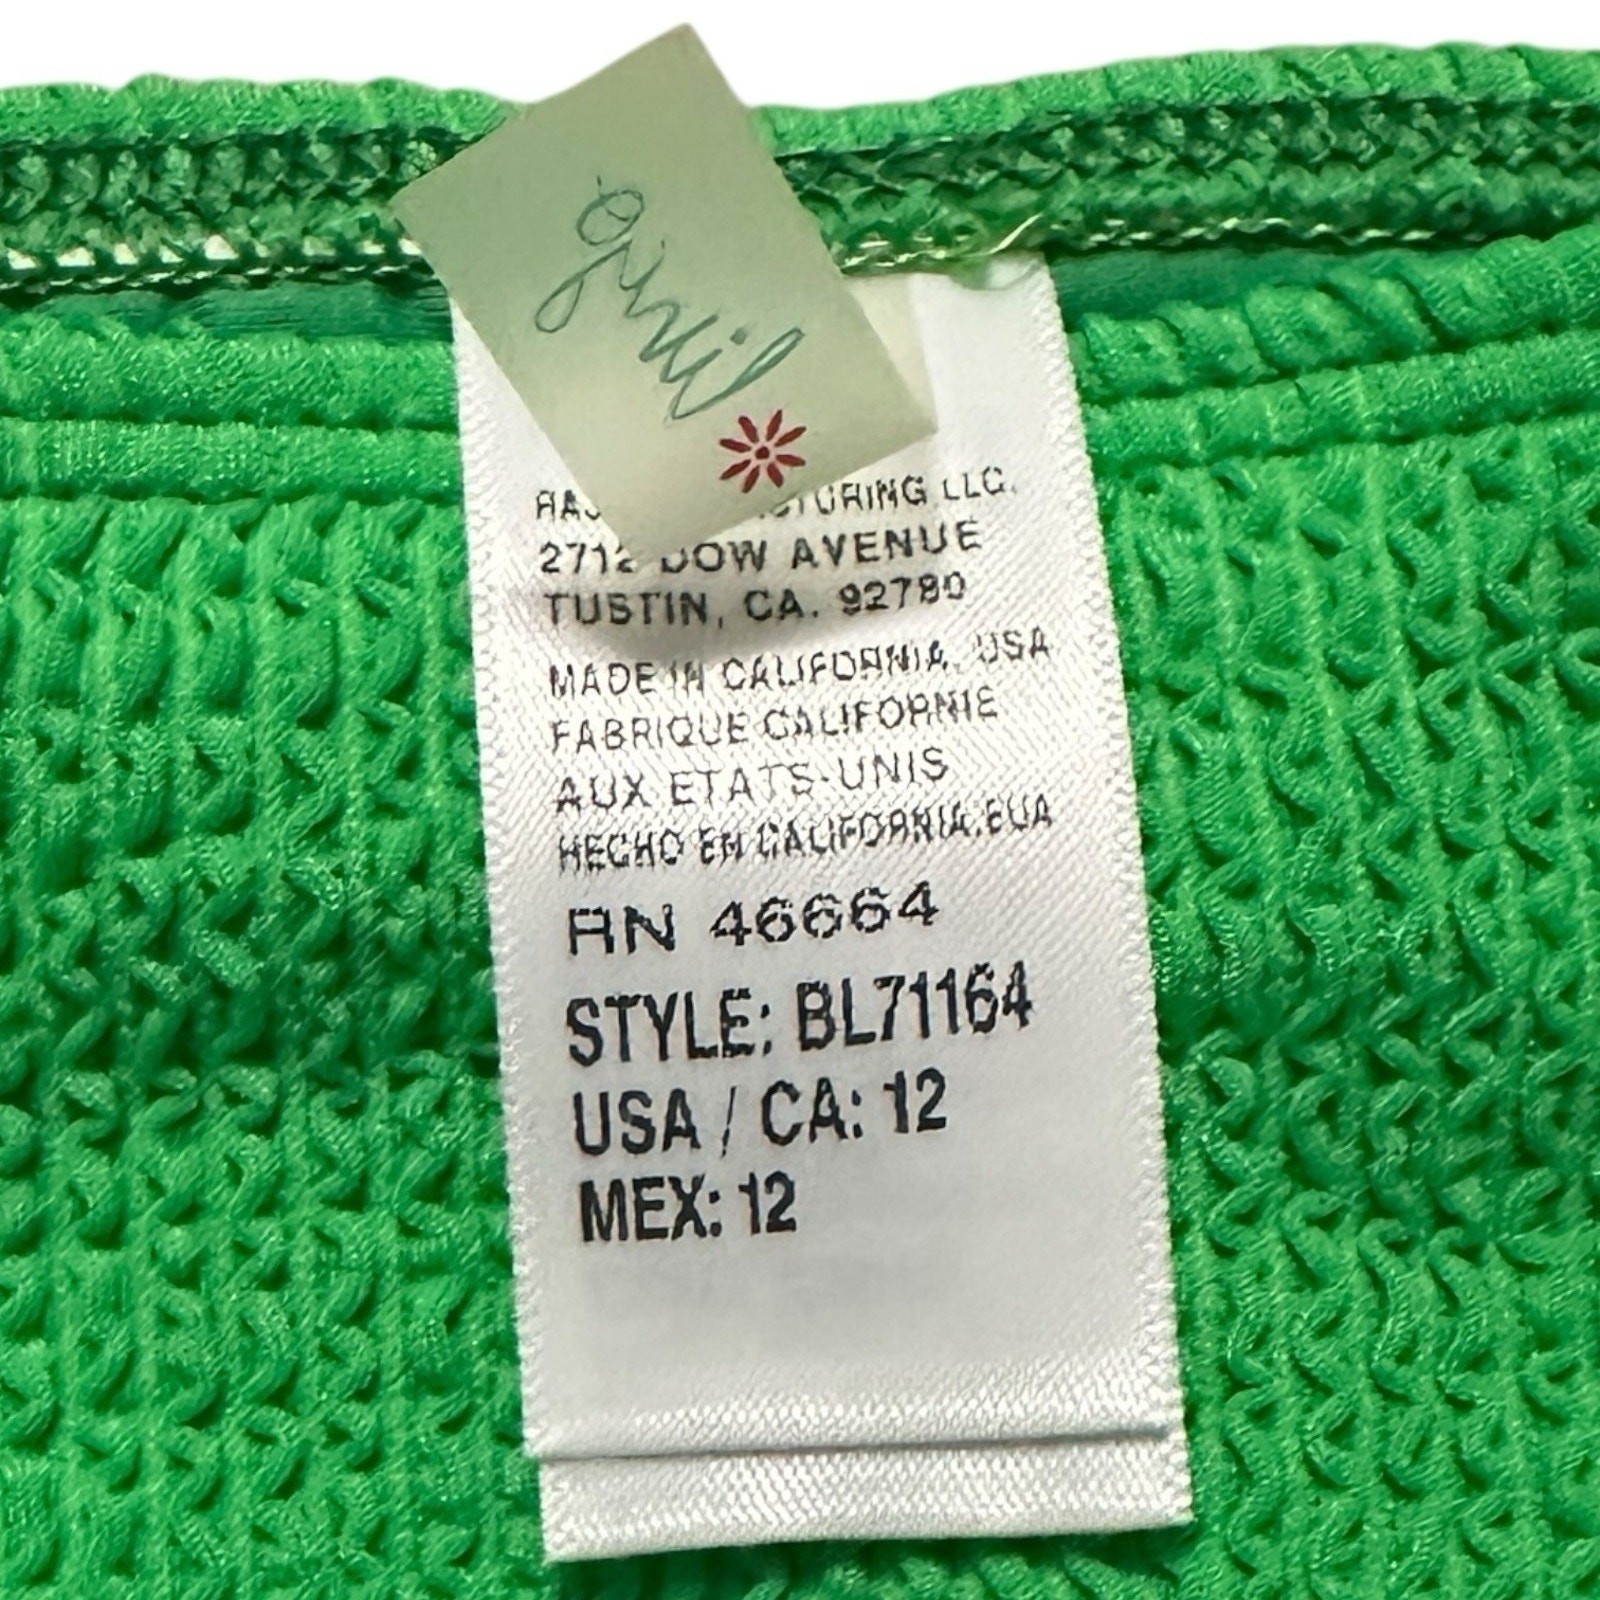 MANUFACTURING LLC.
2712 DOW AVENUE
TUSTIN, CA. 92780
MADE IN CALIFORNIA, USA
FABRIQUE CALIFORNIE
AUX ETATS-UNIS
HECHO EN CALIFORNIA, EUA
RN 46664
STYLE: BL71164
USA / CA: 12
MEX: 12